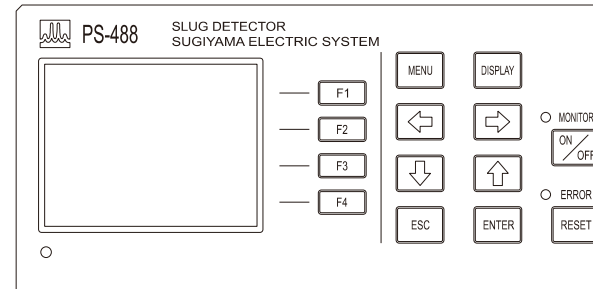 PS-488
SLUG DETECTOR
SUGIYAMA ELECTRIC SYSTEM
F1
F2
F3
F4
MENU
DISPLAY
MONITOR
ON/OFF
ERROR
ESC
ENTER
RESET